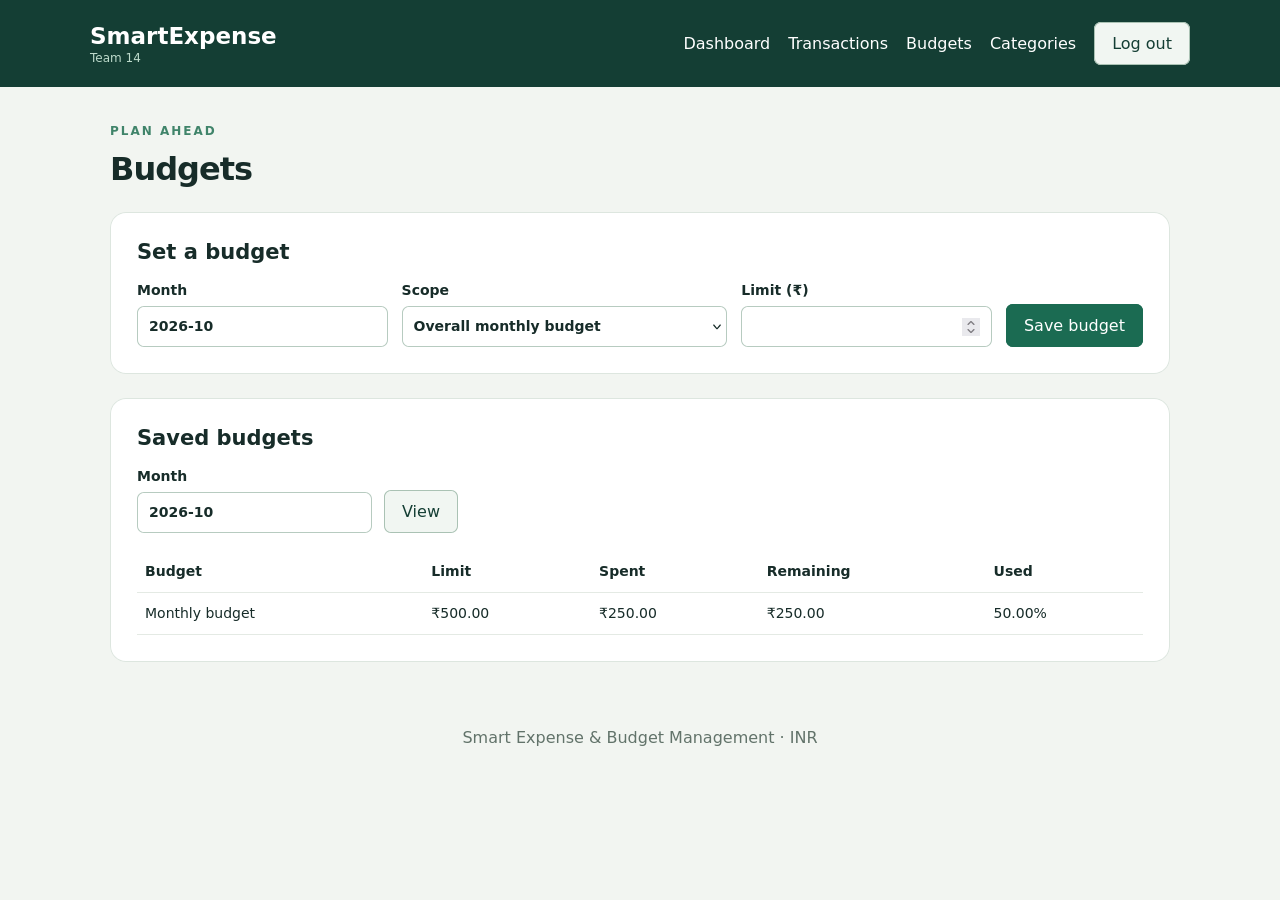 SmartExpense
Team 14
Dashboard Transactions Budgets Categories Log out
PLAN AHEAD
Budgets
Set a budget
Month Scope Limit (₹)
2026-10 Overall monthly budget Save budget
Saved budgets
Month
2026-10 View
Budget Limit Spent Remaining Used
Monthly budget ₹500.00 ₹250.00 ₹250.00 50.00%
Smart Expense & Budget Management · INR